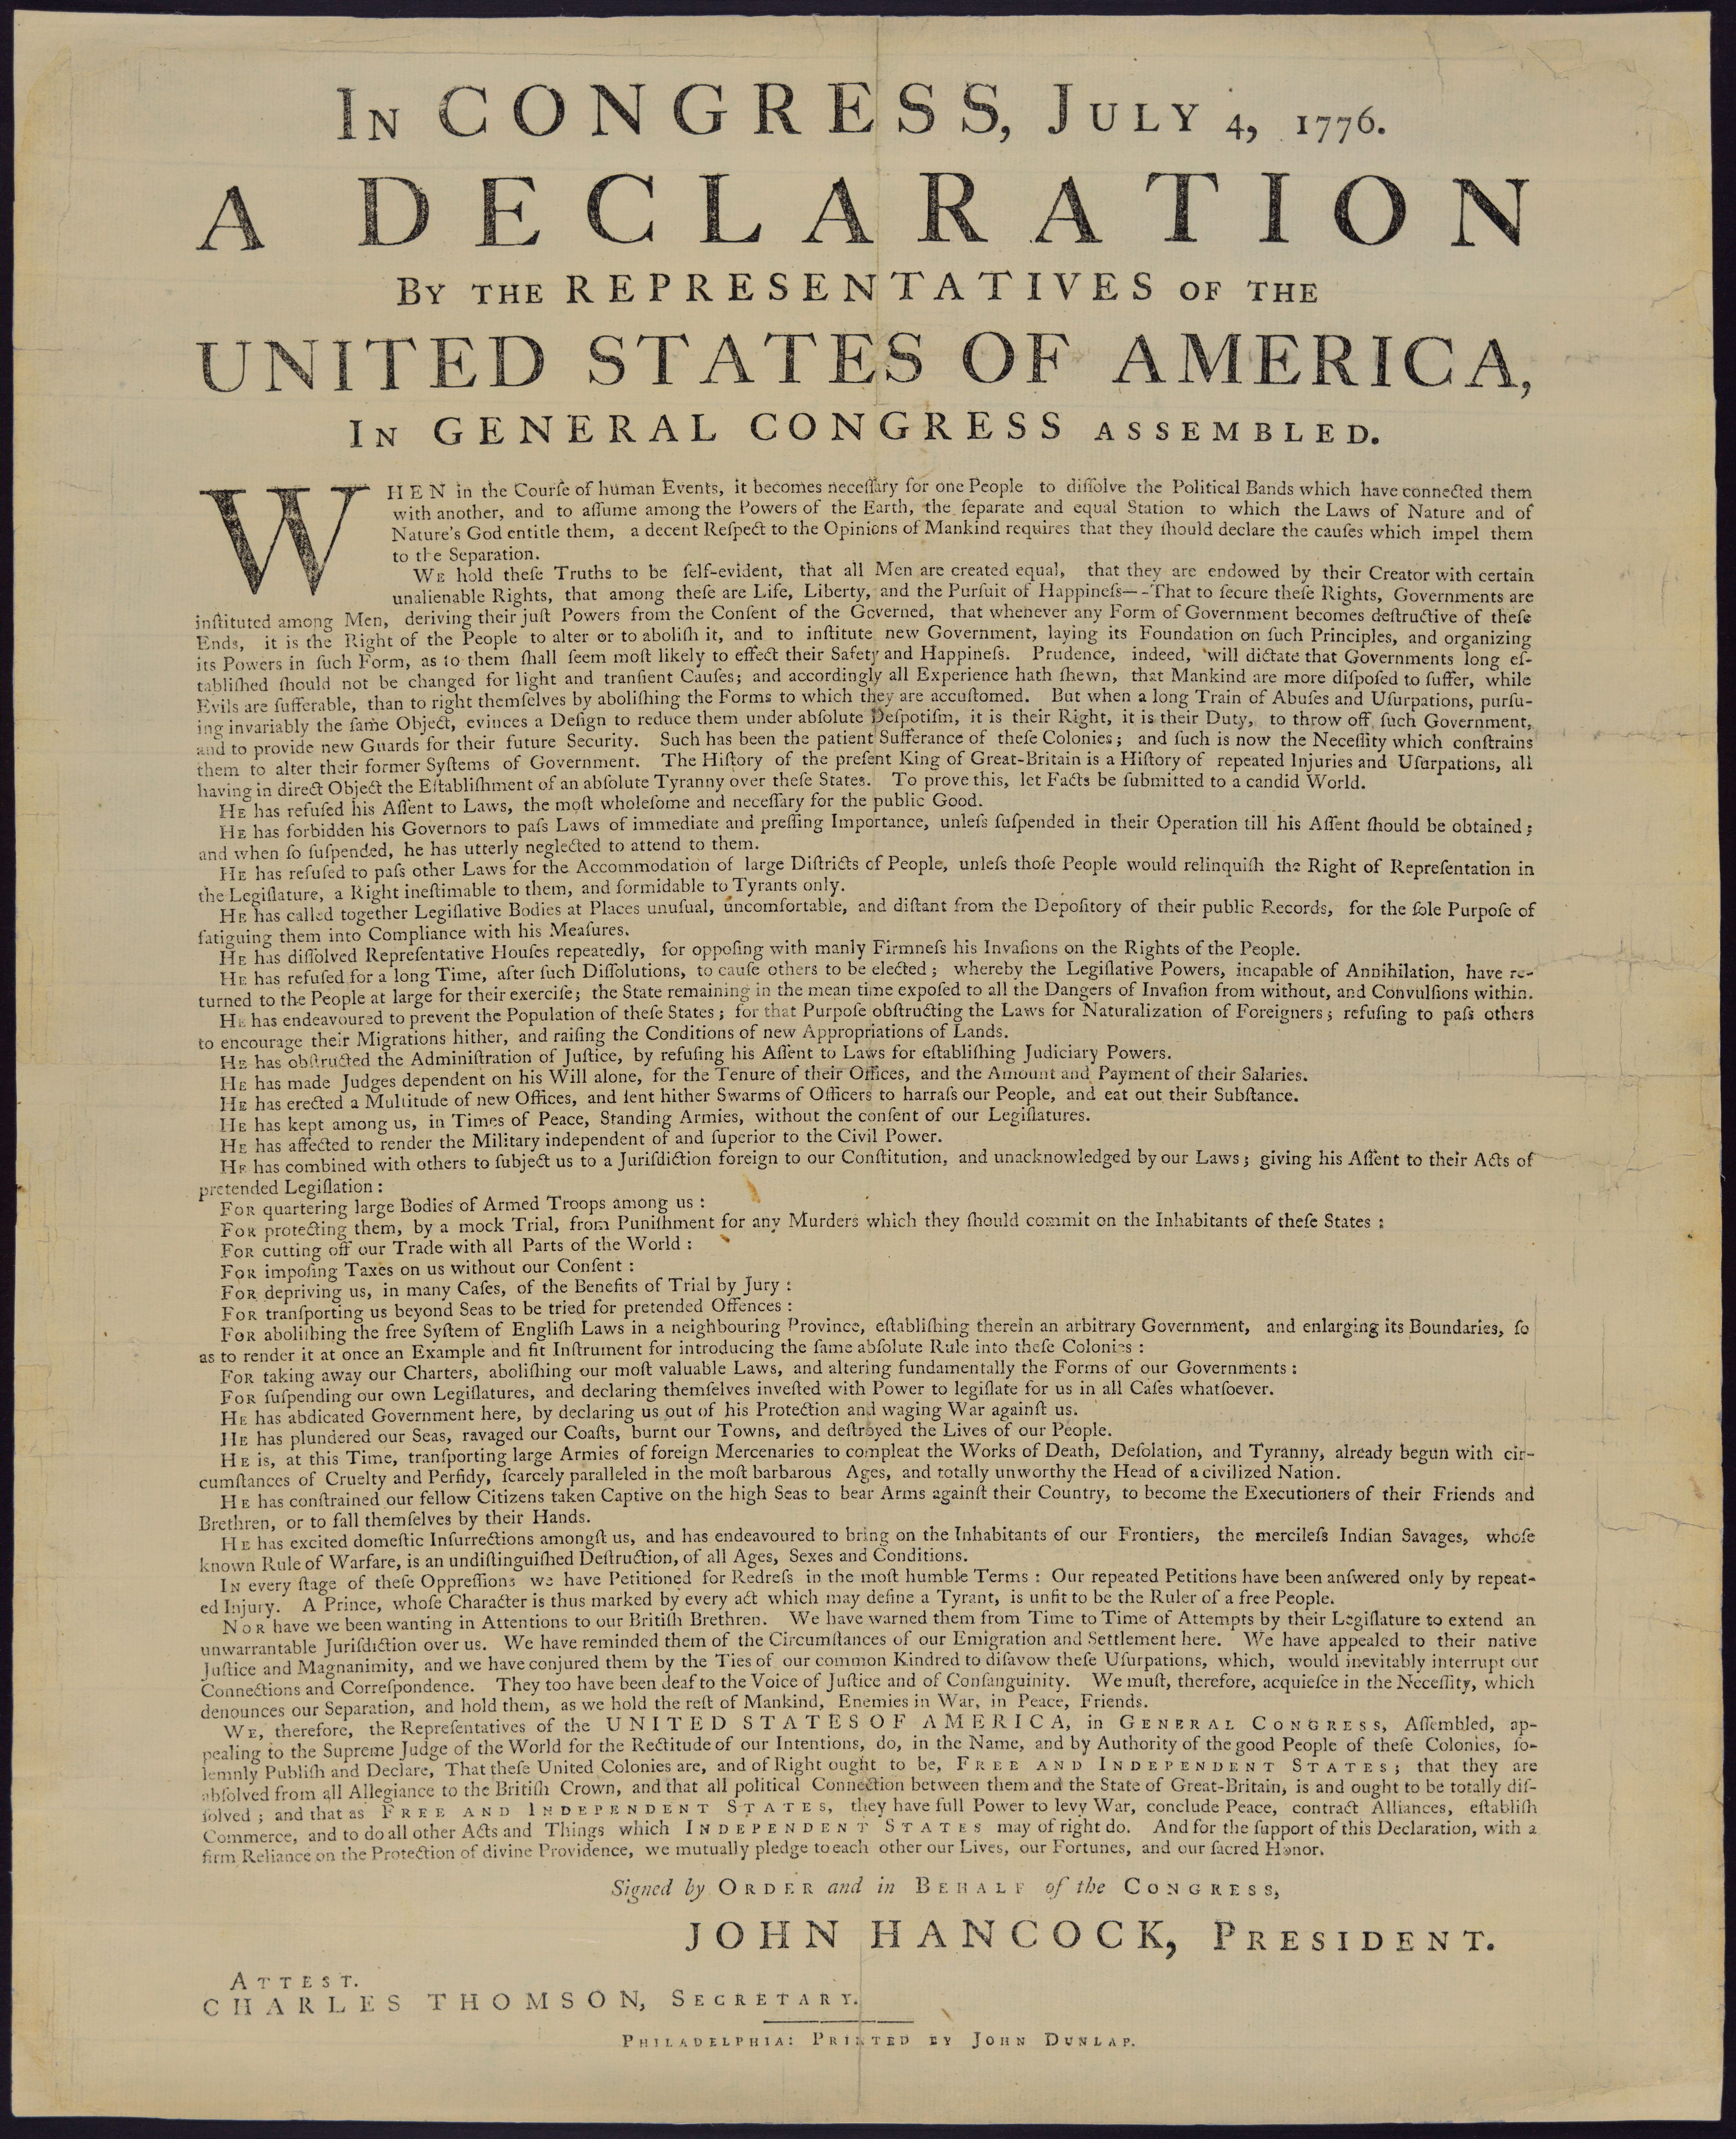 In CONGRESS, July 4, 1776.
A DECLARATION
By the REPRESENTATIVES of the
UNITED STATES OF AMERICA,
In GENERAL CONGRESS assembled.
WHEN in the Courſe of human Events, it becomes neceſſary for one People to diſſolve the Political Bands which have connected them
with another, and to aſſume among the Powers of the Earth, the ſeparate and equal Station to which the Laws of Nature and of
Nature's God entitle them, a decent Reſpect to the Opinions of Mankind requires that they ſhould declare the cauſes which impel them
to the Separation.
We hold theſe Truths to be ſelf-evident, that all Men are created equal, that they are endowed by their Creator with certain
unalienable Rights, that among theſe are Life, Liberty, and the Purſuit of Happineſs—-That to ſecure theſe Rights, Governments are
inſtituted among Men, deriving their juſt Powers from the Conſent of the Governed, that whenever any Form of Government becomes deſtructive of theſe
Ends, it is the Right of the People to alter or to aboliſh it, and to inſtitute new Government, laying its Foundation on ſuch Principles, and organizing
its Powers in ſuch Form, as to them ſhall ſeem moſt likely to effect their Safety and Happineſs. Prudence, indeed, will dictate that Governments long eſ-
tabliſhed ſhould not be changed for light and tranſient Cauſes; and accordingly all Experience hath ſhewn, that Mankind are more diſpoſed to ſuffer, while
Evils are ſufferable, than to right themſelves by aboliſhing the Forms to which they are accuſtomed. But when a long Train of Abuſes and Uſurpations, purſu-
ing invariably the ſame Object, evinces a Deſign to reduce them under abſolute Deſpotiſm, it is their Right, it is their Duty, to throw off ſuch Government,
and to provide new Guards for their future Security. Such has been the patient Sufferance of theſe Colonies; and ſuch is now the Neceſſity which conſtrains
them to alter their former Syſtems of Government. The Hiſtory of the preſent King of Great-Britain is a Hiſtory of repeated Injuries and Uſurpations, all
having in direct Object the Eſtabliſhment of an abſolute Tyranny over theſe States. To prove this, let Facts be ſubmitted to a candid World.
He has refuſed his Aſſent to Laws, the moſt wholeſome and neceſſary for the public Good.
He has forbidden his Governors to paſs Laws of immediate and preſſing Importance, unleſs ſuſpended in their Operation till his Aſſent ſhould be obtained;
and when ſo ſuſpended, he has utterly neglected to attend to them.
He has refuſed to paſs other Laws for the Accommodation of large Diſtricts of People, unleſs thoſe People would relinquiſh the Right of Repreſentation in
the Legiſlature, a Right ineſtimable to them, and formidable to Tyrants only.
He has called together Legiſlative Bodies at Places unuſual, uncomfortable, and diſtant from the Depoſitory of their public Records, for the ſole Purpoſe of
fatiguing them into Compliance with his Meaſures.
He has diſſolved Repreſentative Houſes repeatedly, for oppoſing with manly Firmneſs his Invaſions on the Rights of the People.
He has refuſed for a long Time, after ſuch Diſſolutions, to cauſe others to be elected; whereby the Legiſlative Powers, incapable of Annihilation, have re-
turned to the People at large for their exerciſe; the State remaining in the mean time expoſed to all the Dangers of Invaſion from without, and Convulſions within.
He has endeavoured to prevent the Population of theſe States; for that Purpoſe obſtructing the Laws for Naturalization of Foreigners; refuſing to paſs others
to encourage their Migrations hither, and raiſing the Conditions of new Appropriations of Lands.
He has obſtructed the Adminiſtration of Juſtice, by refuſing his Aſſent to Laws for eſtabliſhing Judiciary Powers.
He has made Judges dependent on his Will alone, for the Tenure of their Offices, and the Amount and Payment of their Salaries.
He has erected a Multitude of new Offices, and ſent hither Swarms of Officers to harraſs our People, and eat out their Subſtance.
He has kept among us, in Times of Peace, Standing Armies, without the conſent of our Legiſlatures.
He has affected to render the Military independent of and ſuperior to the Civil Power.
He has combined with others to ſubject us to a Juriſdiction foreign to our Conſtitution, and unacknowledged by our Laws; giving his Aſſent to their Acts of
pretended Legiſlation:
For quartering large Bodies of Armed Troops among us:
For protecting them, by a mock Trial, from Puniſhment for any Murders which they ſhould commit on the Inhabitants of theſe States:
For cutting off our Trade with all Parts of the World:
For impoſing Taxes on us without our Conſent:
For depriving us, in many Caſes, of the Benefits of Trial by Jury:
For tranſporting us beyond Seas to be tried for pretended Offences:
For aboliſhing the free Syſtem of Engliſh Laws in a neighbouring Province, eſtabliſhing therein an arbitrary Government, and enlarging its Boundaries, ſo
as to render it at once an Example and fit Inſtrument for introducing the ſame abſolute Rule into theſe Colonies:
For taking away our Charters, aboliſhing our moſt valuable Laws, and altering fundamentally the Forms of our Governments:
For ſuſpending our own Legiſlatures, and declaring themſelves inveſted with Power to legiſlate for us in all Caſes whatſoever.
He has abdicated Government here, by declaring us out of his Protection and waging War againſt us.
He has plundered our Seas, ravaged our Coaſts, burnt our Towns, and deſtroyed the Lives of our People.
He is, at this Time, tranſporting large Armies of foreign Mercenaries to compleat the Works of Death, Deſolation, and Tyranny, already begun with cir-
cumſtances of Cruelty and Perfidy, ſcarcely paralleled in the moſt barbarous Ages, and totally unworthy the Head of a civilized Nation.
He has conſtrained our fellow Citizens taken Captive on the high Seas to bear Arms againſt their Country, to become the Executioners of their Friends and
Brethren, or to fall themſelves by their Hands.
He has excited domeſtic Inſurrections amongſt us, and has endeavoured to bring on the Inhabitants of our Frontiers, the mercileſs Indian Savages, whoſe
known Rule of Warfare, is an undiſtinguiſhed Deſtruction, of all Ages, Sexes and Conditions.
In every ſtage of theſe Oppreſſions we have Petitioned for Redreſs in the moſt humble Terms: Our repeated Petitions have been anſwered only by repeat-
ed Injury. A Prince, whoſe Character is thus marked by every act which may define a Tyrant, is unfit to be the Ruler of a free People.
Nor have we been wanting in Attentions to our Britiſh Brethren. We have warned them from Time to Time of Attempts by their Legiſlature to extend an
unwarrantable Juriſdiction over us. We have reminded them of the Circumſtances of our Emigration and Settlement here. We have appealed to their native
Juſtice and Magnanimity, and we have conjured them by the Ties of our common Kindred to diſavow theſe Uſurpations, which, would inevitably interrupt our
Connections and Correſpondence. They too have been deaf to the Voice of Juſtice and of Conſanguinity. We muſt, therefore, acquieſce in the Neceſſity, which
denounces our Separation, and hold them, as we hold the reſt of Mankind, Enemies in War, in Peace, Friends.
We, therefore, the Repreſentatives of the UNITED STATES OF AMERICA, in General Congress, Aſſembled, ap-
pealing to the Supreme Judge of the World for the Rectitude of our Intentions, do, in the Name, and by Authority of the good People of theſe Colonies, ſo-
lemnly Publiſh and Declare, That theſe United Colonies are, and of Right ought to be, Free and Independent States; that they are
abſolved from all Allegiance to the Britiſh Crown, and that all political Connection between them and the State of Great-Britain, is and ought to be totally diſ-
ſolved; and that as Free and Independent States, they have full Power to levy War, conclude Peace, contract Alliances, eſtabliſh
Commerce, and to do all other Acts and Things which Independent States may of right do. And for the ſupport of this Declaration, with a
firm Reliance on the Protection of divine Providence, we mutually pledge to each other our Lives, our Fortunes, and our ſacred Honor.
Signed by Order and in Behalf of the Congress,
JOHN HANCOCK, President.
Attest.
CHARLES THOMSON, Secretary.
Philadelphia: Printed by John Dunlap.